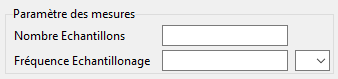 Paramètre des mesures
Nombre Echantillons
Fréquence Echantillonage